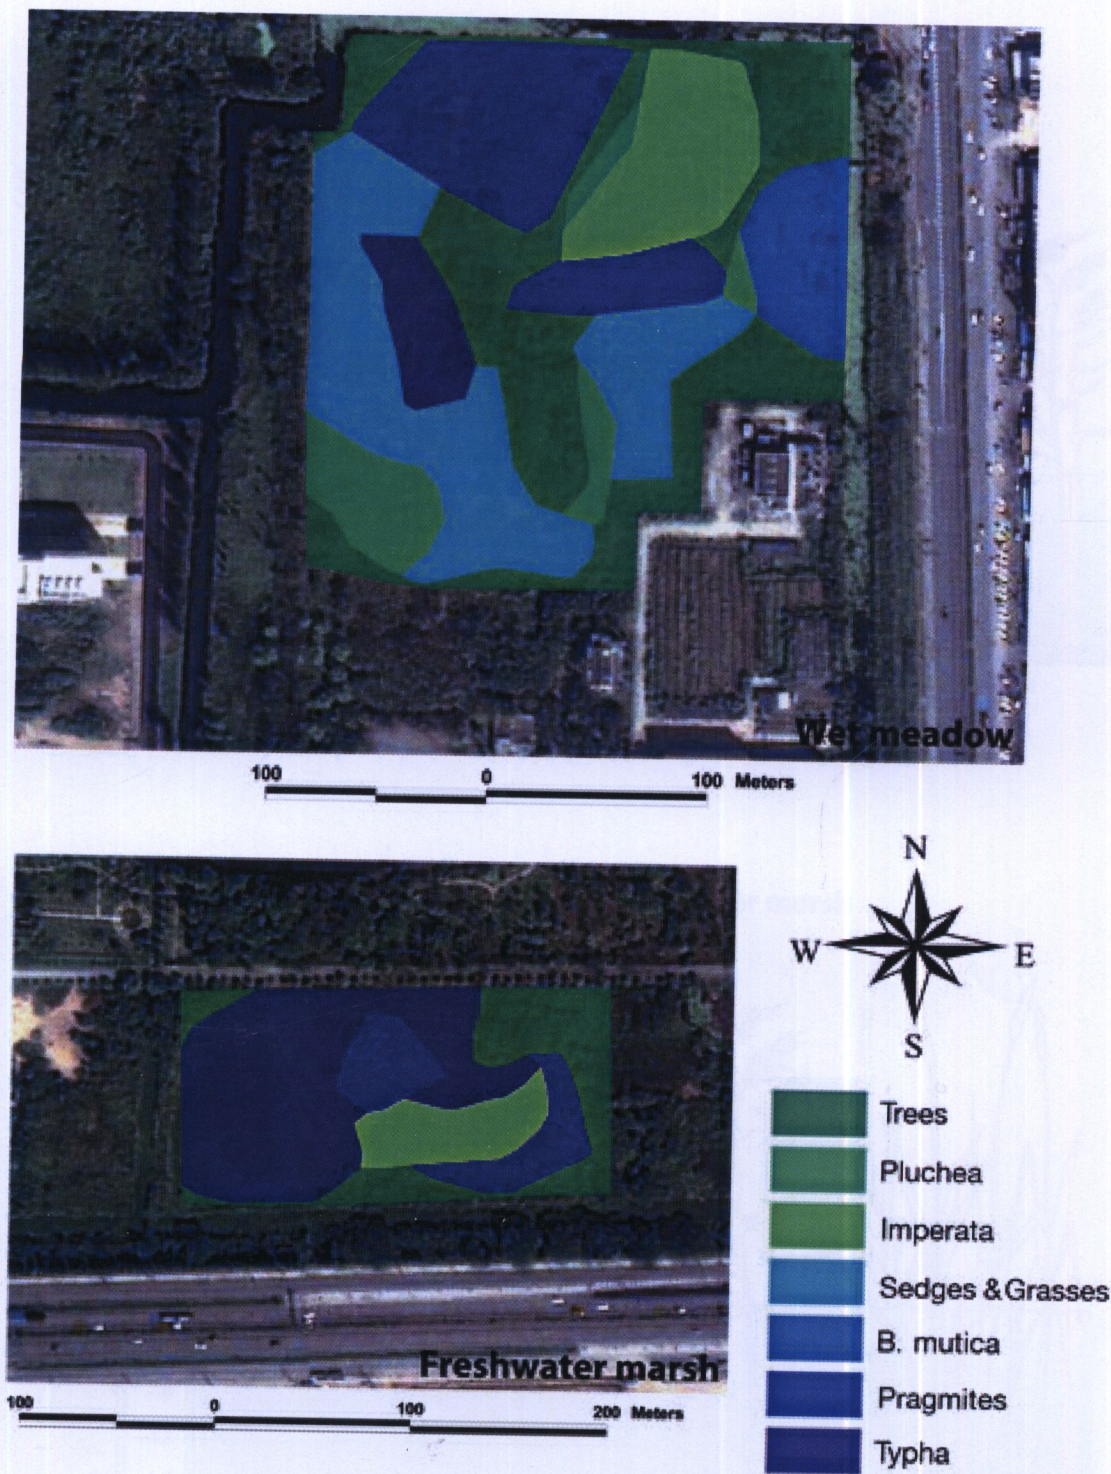 Wet meadow
100 0 100 Meters
N
W E
S
Trees
Pluchea
Imperata
Sedges & Grasses
B. mutica
Pragmites
Typha
Freshwater marsh
100 0 100 200 Meters